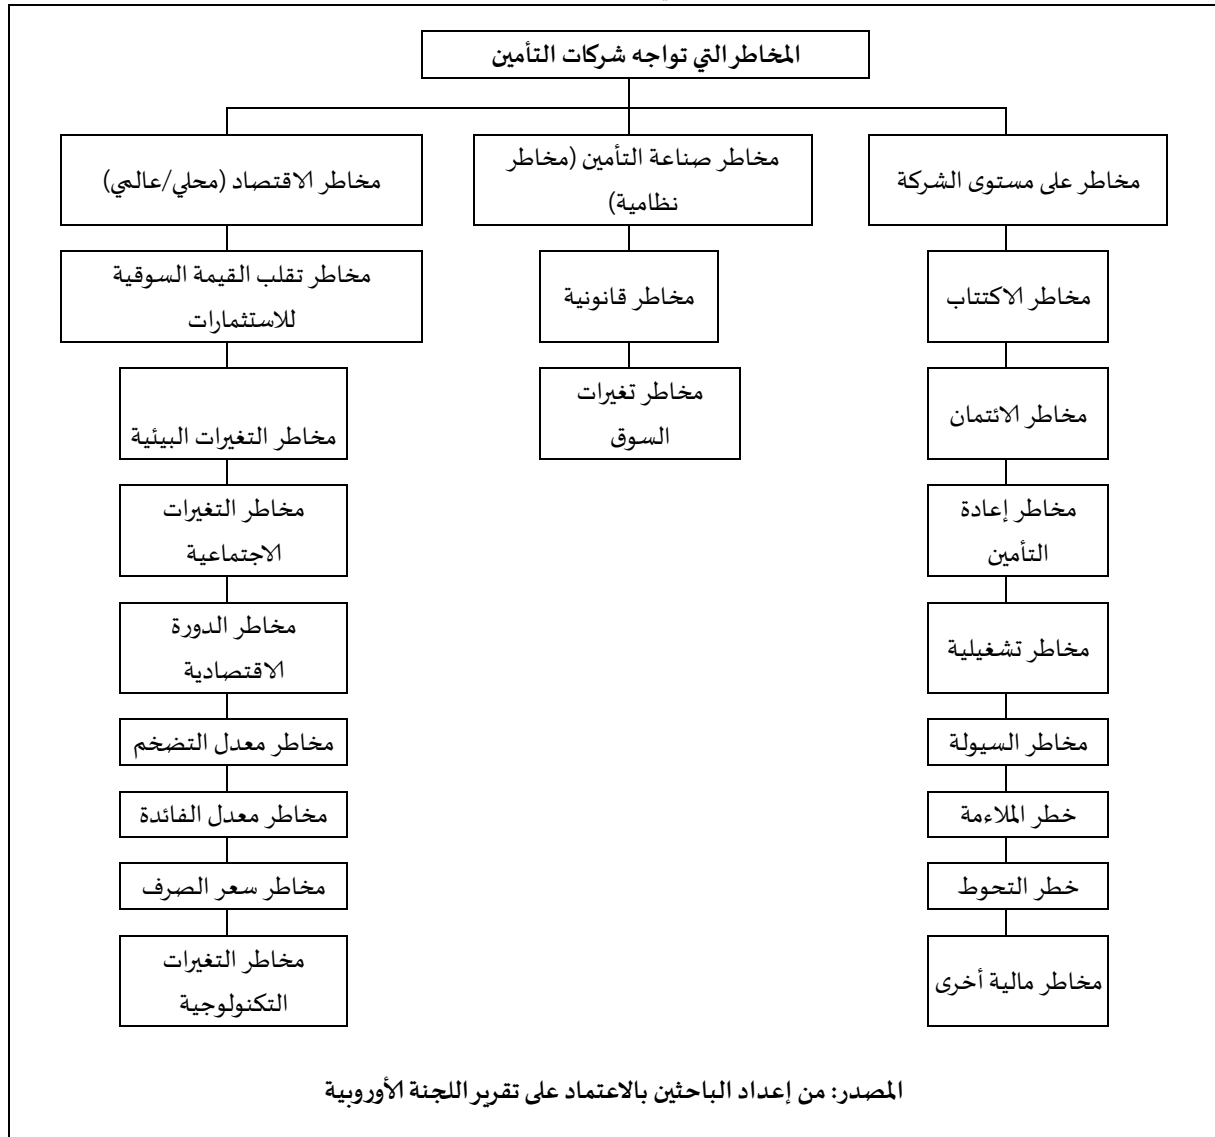 المخاطر التي تواجه شركات التأمين
مخاطر على مستوى الشركة
مخاطر صناعة التأمين (مخاطر
نظامية)
مخاطر الاقتصاد (محلي/عالمي)
مخاطر الاكتتاب
مخاطر الائتمان
مخاطر إعادة
التأمين
مخاطر تشغيلية
مخاطر السيولة
خطر الملاءمة
خطر التحوط
مخاطر مالية أخرى
مخاطر قانونية
مخاطر تغيرات
السوق
مخاطر تقلب القيمة السوقية
للاستثمارات
مخاطر التغيرات البيئية
مخاطر التغيرات
الاجتماعية
مخاطر الدورة
الاقتصادية
مخاطر معدل التضخم
مخاطر معدل الفائدة
مخاطر سعر الصرف
مخاطر التغيرات
التكنولوجية
المصدر: من إعداد الباحثين بالاعتماد على تقرير اللجنة الأوروبية